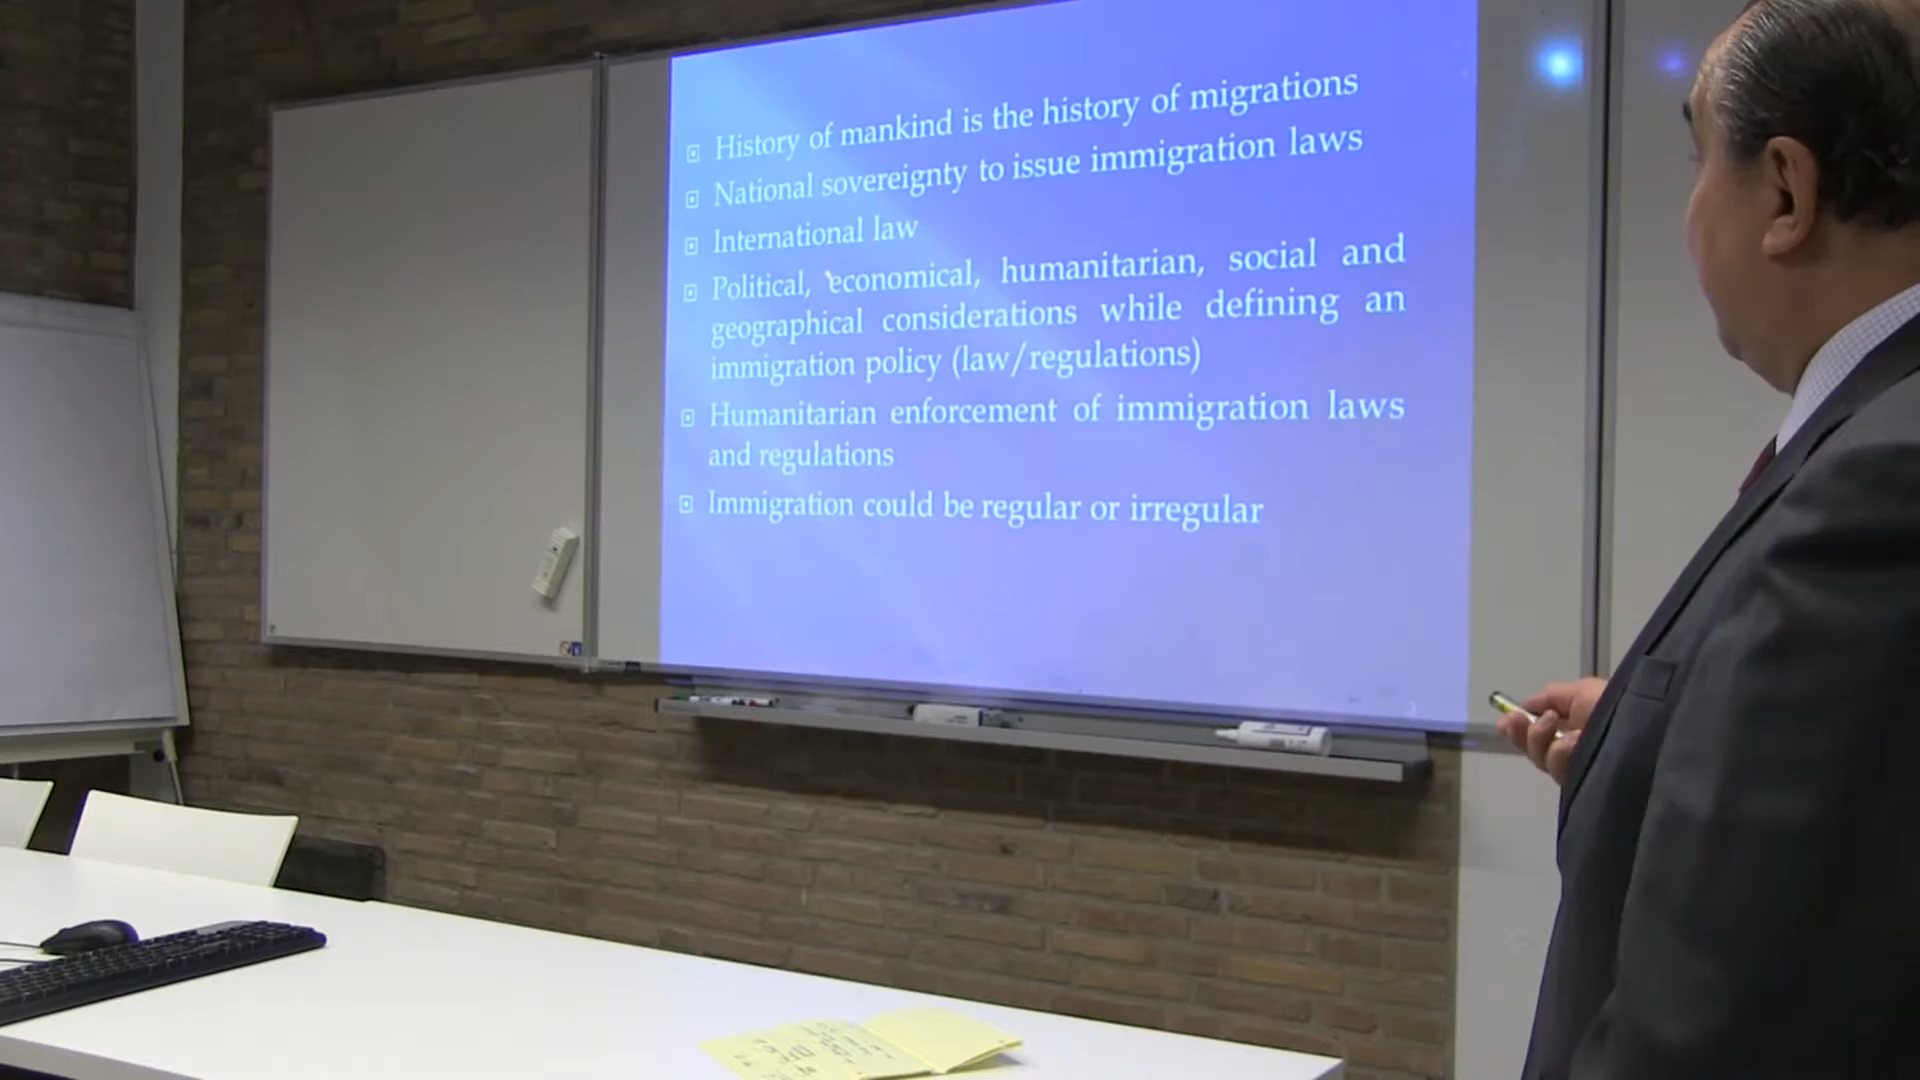 History of mankind is the history of migrations
National sovereignty to issue immigration laws
International law
Political, economical, humanitarian, social and
geographical considerations while defining an
immigration policy (law/regulations)
Humanitarian enforcement of immigration laws
and regulations
Immigration could be regular or irregular
3